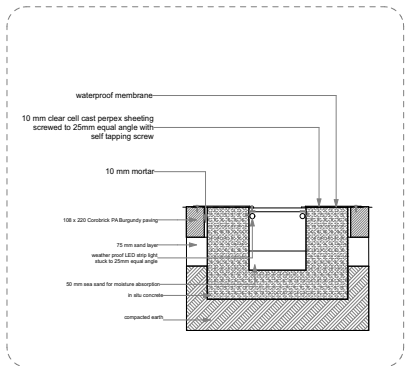 waterproof membrane
10 mm clear cell cast perpex sheeting
screwed to 25mm equal angle with
self tapping screw
10 mm mortar
108 x 220 Corobrick PA Burgundy paving
75 mm sand layer
weather proof LED strip light
stuck to 25mm equal angle
50 mm sea sand for moisture absorption
in situ concrete
compacted earth